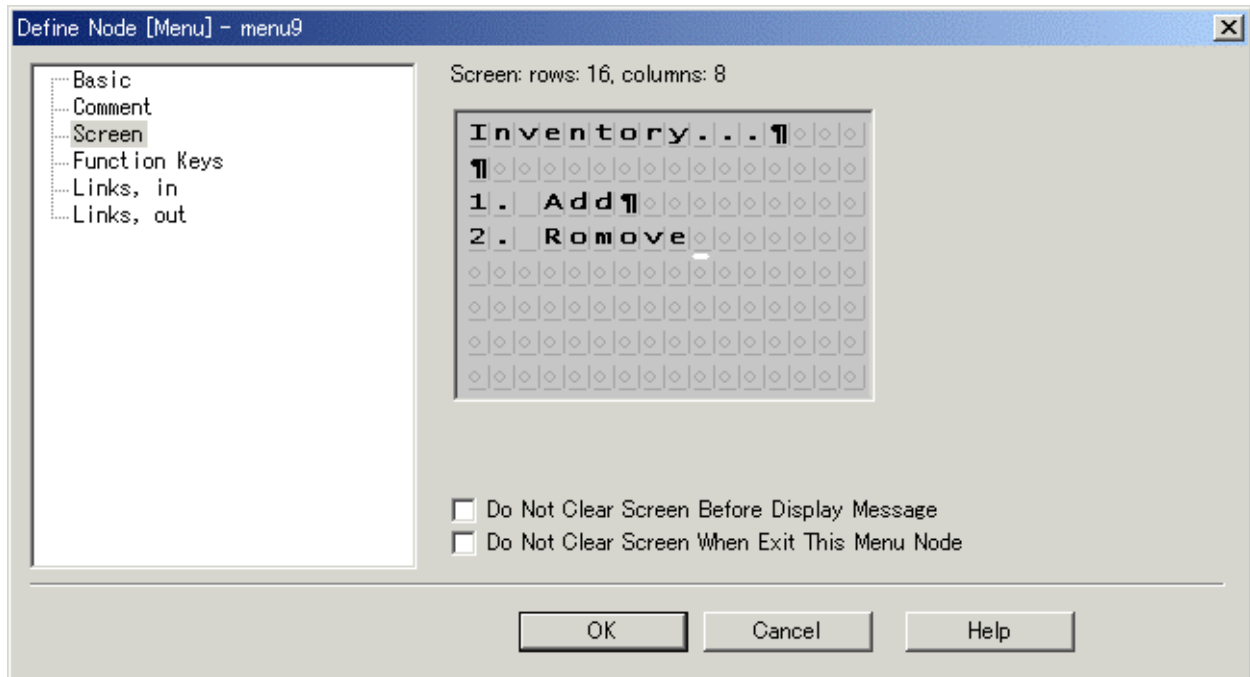 Define Node [Menu] - menu9
Basic
Comment
Screen
Function Keys
Links, in
Links, out
Screen: rows: 16, columns: 8
Inventory...¶
¶
1. Add¶
2. Romove
Do Not Clear Screen Before Display Message
Do Not Clear Screen When Exit This Menu Node
OK
Cancel
Help